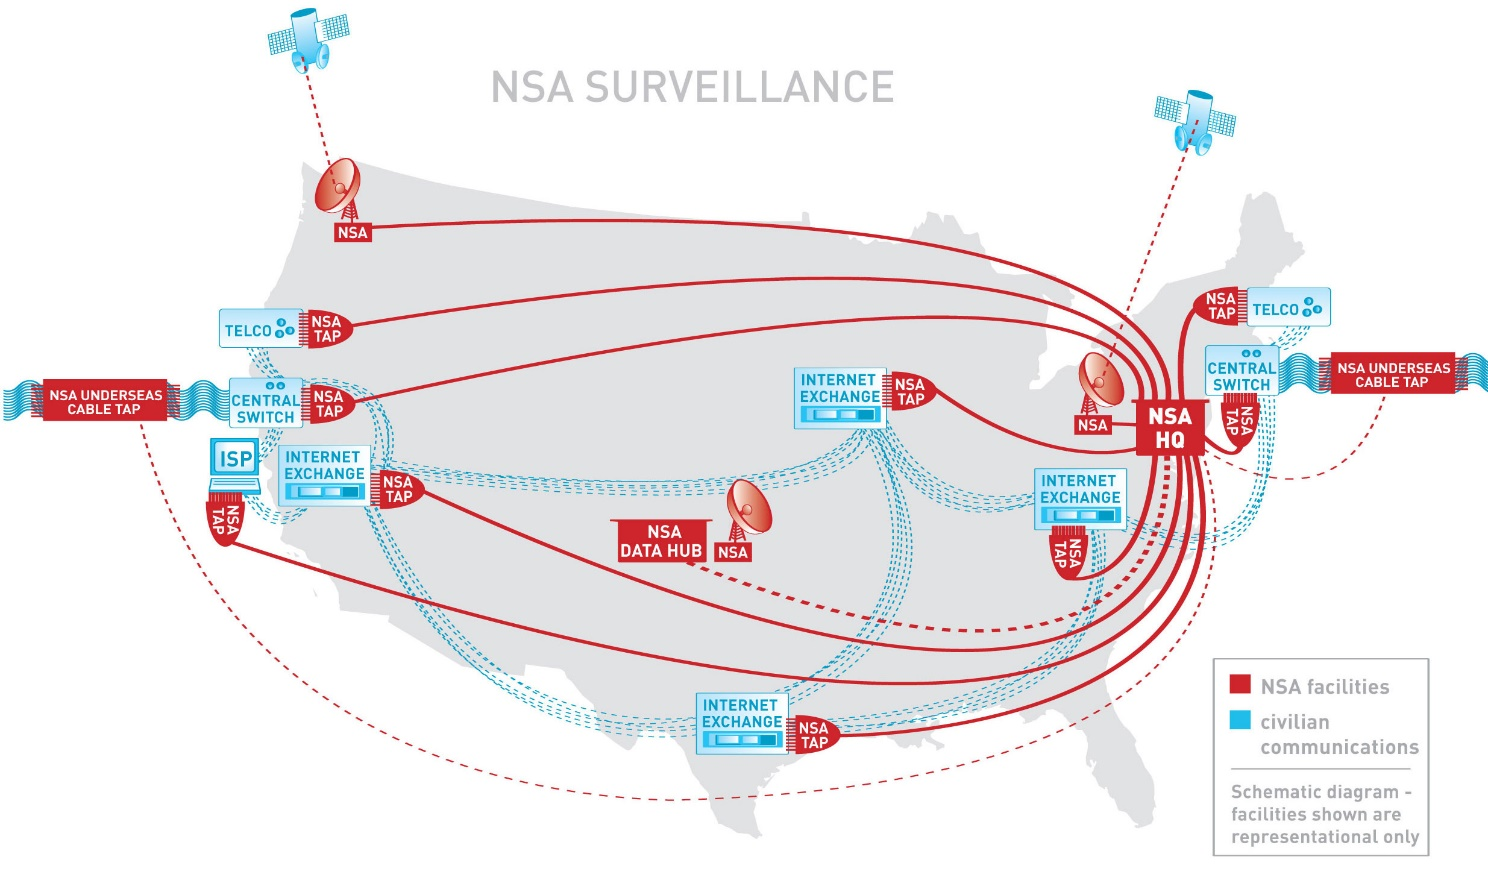 NSA SURVEILLANCE
NSA
TELCO
NSA
TAP
NSA UNDERSEAS
CABLE TAP
CENTRAL
SWITCH
NSA
TAP
ISP
NSA
TAP
INTERNET
EXCHANGE
NSA
TAP
INTERNET
EXCHANGE
NSA
TAP
NSA
DATA HUB
NSA
INTERNET
EXCHANGE
NSA
TAP
INTERNET
EXCHANGE
NSA
TAP
NSA
NSA
HQ
NSA
TAP
TELCO
CENTRAL
SWITCH
NSA
TAP
NSA UNDERSEAS
CABLE TAP
NSA facilities
civilian
communications
Schematic diagram -
facilities shown are
representational only